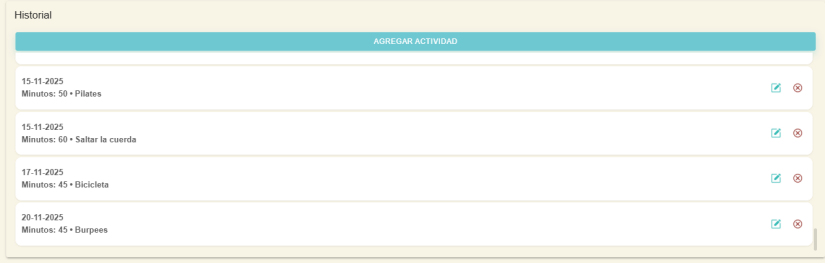 Historial
AGREGAR ACTIVIDAD
15-11-2025
Minutos: 50 • Pilates
15-11-2025
Minutos: 60 • Saltar la cuerda
17-11-2025
Minutos: 45 • Bicicleta
20-11-2025
Minutos: 45 • Burpees